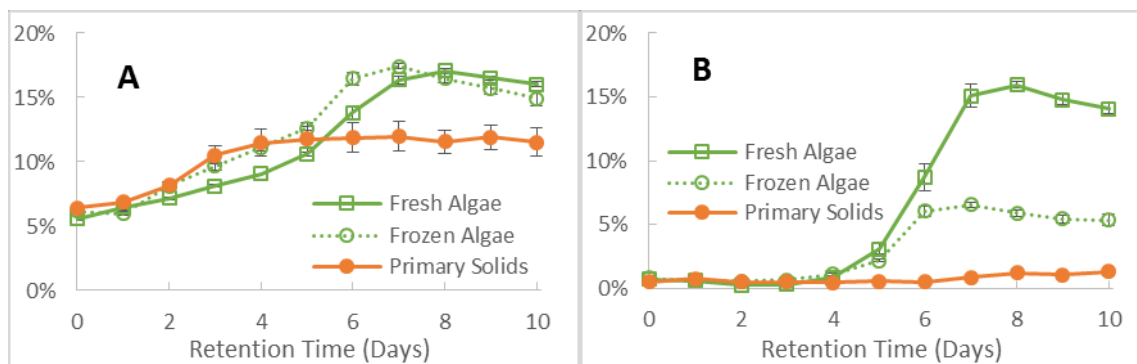 20%
15%
10%
5%
0%
A
Fresh Algae
Frozen Algae
Primary Solids
0 2 4 6 8 10
Retention Time (Days)
20%
15%
10%
5%
0%
B
Fresh Algae
Frozen Algae
Primary Solids
0 2 4 6 8 10
Retention Time (Days)